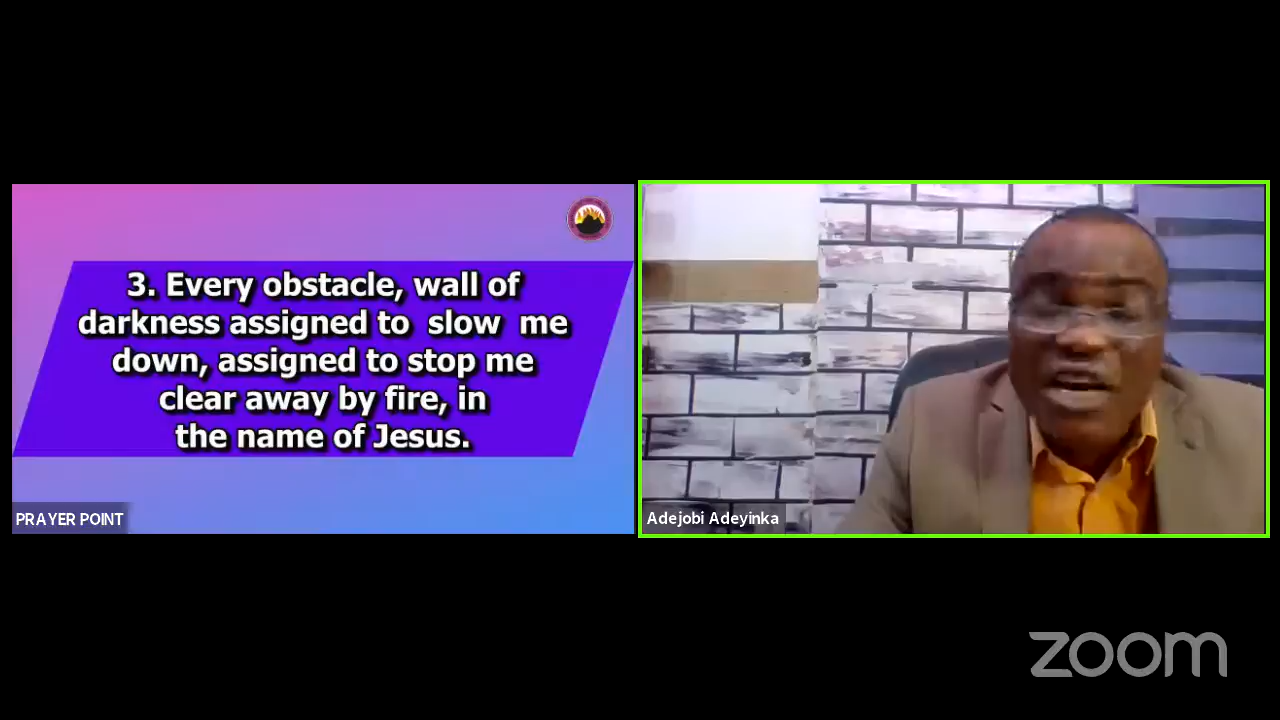 3. Every obstacle, wall of
darkness assigned to slow me
down, assigned to stop me
clear away by fire, in
the name of Jesus.
PRAYER POINT
Adejobi Adeyinka
zoom